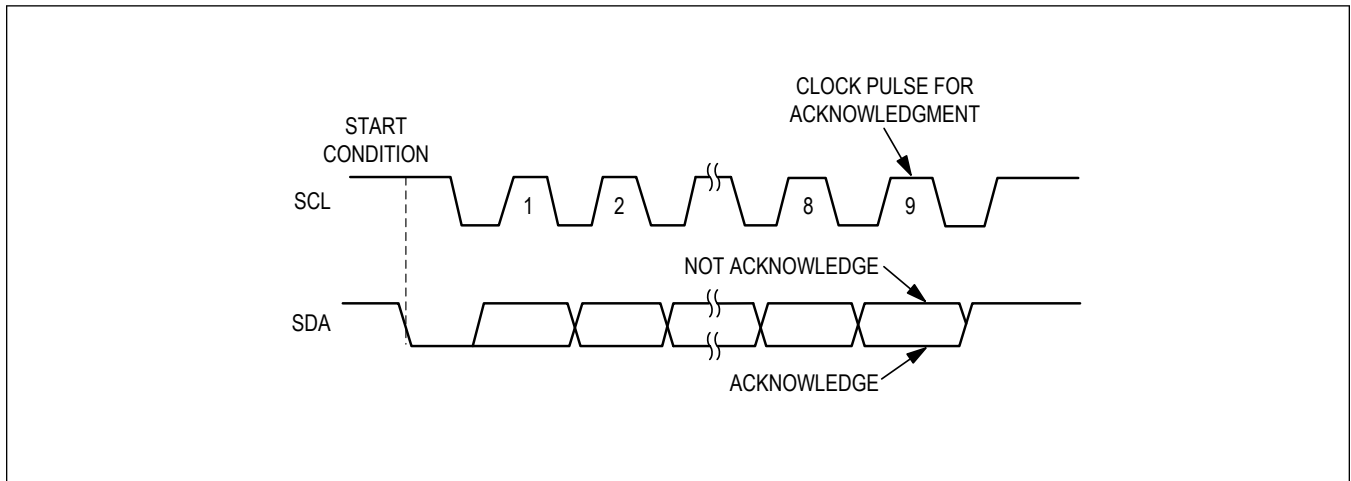 CLOCK PULSE FOR
ACKNOWLEDGMENT
START
CONDITION
SCL
1
2
8
9
NOT ACKNOWLEDGE
SDA
ACKNOWLEDGE